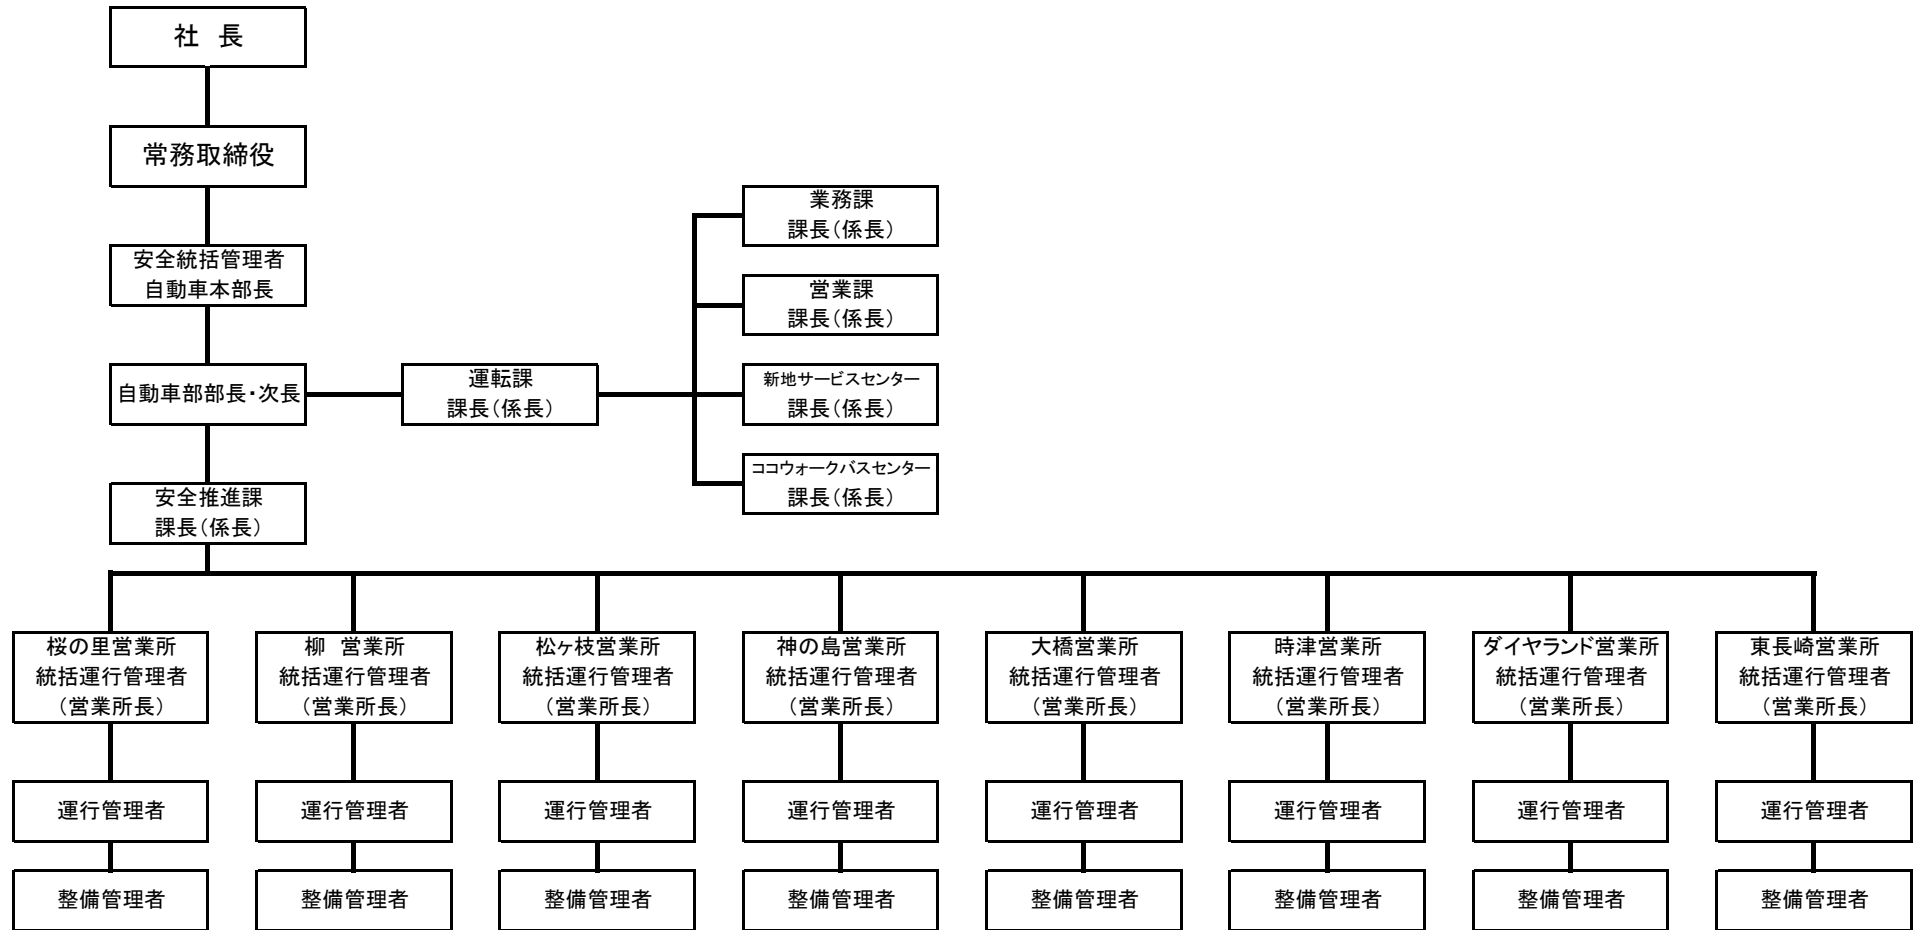 社　長
常務取締役
安全統括管理者
自動車本部長
自動車部部長・次長
運転課
課長（係長）
業務課
課長（係長）
営業課
課長（係長）
新地サービスセンター
課長（係長）
ココウォークバスセンター
課長（係長）
安全推進課
課長（係長）
桜の里営業所
統括運行管理者
（営業所長）
柳　営業所
統括運行管理者
（営業所長）
松ヶ枝営業所
統括運行管理者
（営業所長）
神の島営業所
統括運行管理者
（営業所長）
大橋営業所
統括運行管理者
（営業所長）
時津営業所
統括運行管理者
（営業所長）
ダイヤランド営業所
統括運行管理者
（営業所長）
東長崎営業所
統括運行管理者
（営業所長）
運行管理者
運行管理者
運行管理者
運行管理者
運行管理者
運行管理者
運行管理者
運行管理者
整備管理者
整備管理者
整備管理者
整備管理者
整備管理者
整備管理者
整備管理者
整備管理者